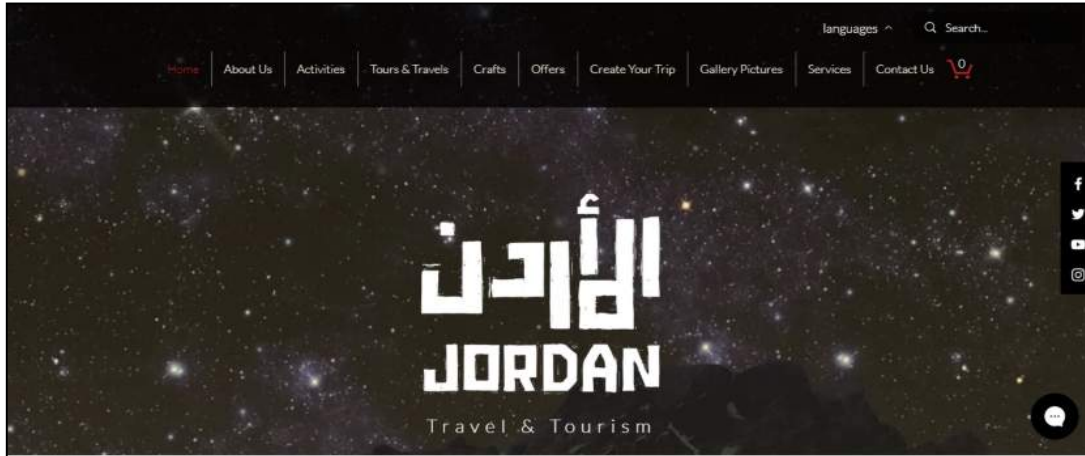 languages
Search...
Home About Us Activities Tours & Travels Crafts Offers Create Your Trip Gallery Pictures Services Contact Us 0
الأردن
JORDAN
Travel & Tourism